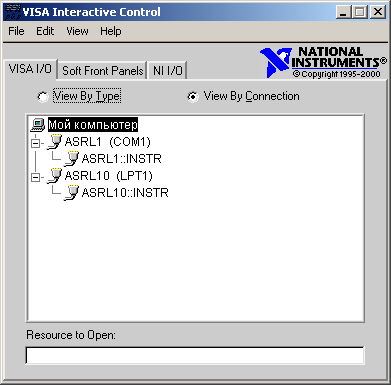 VISA Interactive Control
File Edit View Help
NATIONAL
INSTRUMENTS®
© Copyright 1995-2000
VISA I/O Soft Front Panels NI I/O
View By Type View By Connection
Мой компьютер
ASRL1 (COM1)
ASRL1::INSTR
ASRL10 (LPT1)
ASRL10::INSTR
Resource to Open: